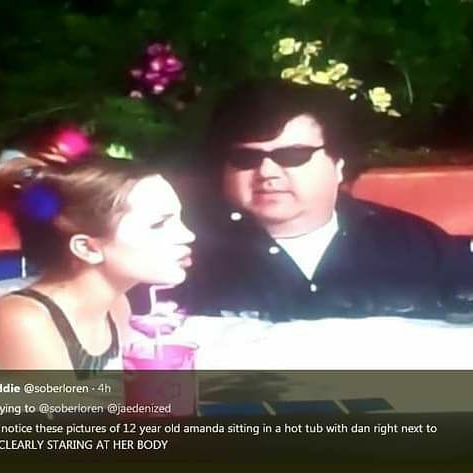 ddie @soberloren · 4h
ying to @soberloren @jaedenized
notice these pictures of 12 year old amanda sitting in a hot tub with dan right next to
CLEARLY STARING AT HER BODY